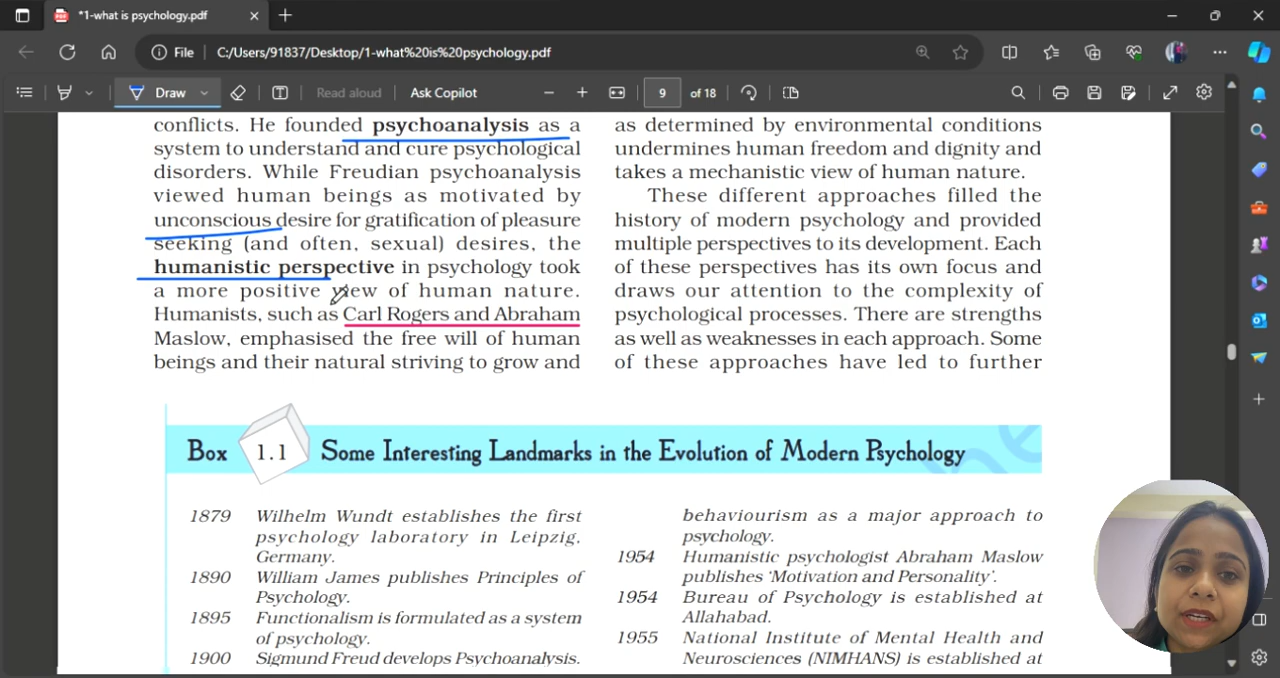 *1-what is psychology.pdf
File
C:/Users/91837/Desktop/1-what%20is%20psychology.pdf
Draw
Read aloud
Ask Copilot
9
of 18
conflicts. He founded psychoanalysis as a
system to understand and cure psychological
disorders. While Freudian psychoanalysis
viewed human beings as motivated by
unconscious desire for gratification of pleasure
seeking (and often, sexual) desires, the
humanistic perspective in psychology took
a more positive view of human nature.
Humanists, such as Carl Rogers and Abraham
Maslow, emphasised the free will of human
beings and their natural striving to grow and
as determined by environmental conditions
undermines human freedom and dignity and
takes a mechanistic view of human nature.
These different approaches filled the
history of modern psychology and provided
multiple perspectives to its development. Each
of these perspectives has its own focus and
draws our attention to the complexity of
psychological processes. There are strengths
as well as weaknesses in each approach. Some
of these approaches have led to further
Box 1.1 Some Interesting Landmarks in the Evolution of Modern Psychology
1879 Wilhelm Wundt establishes the first
psychology laboratory in Leipzig,
Germany.
1890 William James publishes Principles of
Psychology.
1895 Functionalism is formulated as a system
of psychology.
1900 Sigmund Freud develops Psychoanalysis.
behaviourism as a major approach to
psychology.
1954 Humanistic psychologist Abraham Maslow
publishes 'Motivation and Personality'.
1954 Bureau of Psychology is established at
Allahabad.
1955 National Institute of Mental Health and
Neurosciences (NIMHANS) is established at